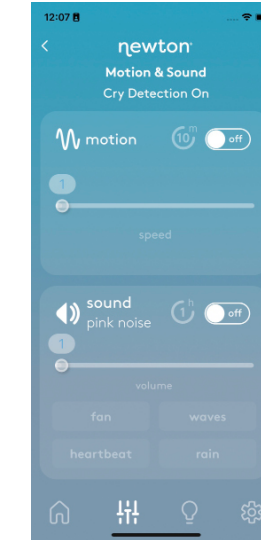 12:07
newton
Motion & Sound
Cry Detection On
motion
10 m
off
1
speed
sound
pink noise
1 h
off
1
volume
fan
waves
heartbeat
rain